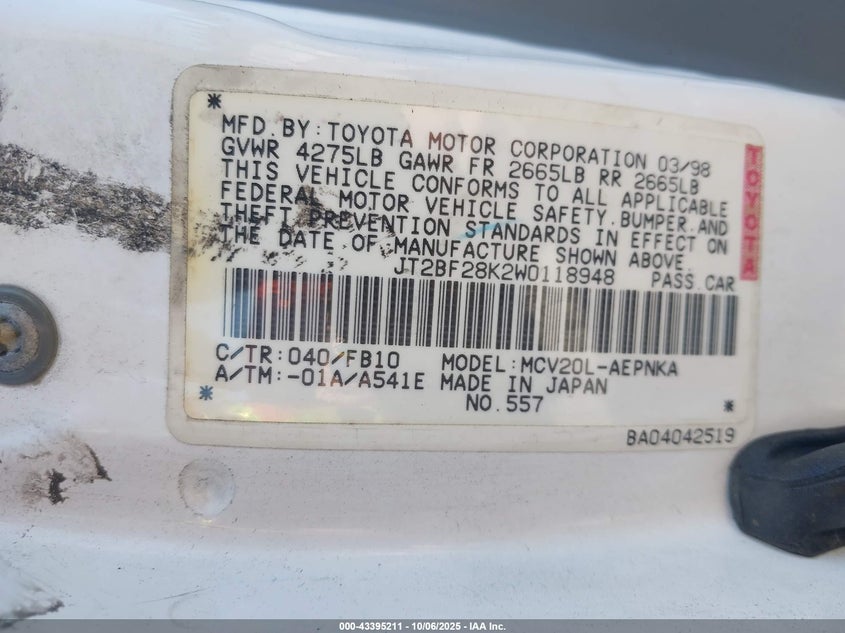 *
MFD. BY: TOYOTA MOTOR CORPORATION 03/98
GVWR 4275LB GAWR FR 2665LB RR 2665LB
THIS VEHICLE CONFORMS TO ALL APPLICABLE
FEDERAL MOTOR VEHICLE SAFETY, BUMPER, AND
THEFT PREVENTION STANDARDS IN EFFECT ON
THE DATE OF MANUFACTURE SHOWN ABOVE.
JT2BF28K2W0118948 PASS. CAR
TOYOTA
C/TR: 040/FB10 MODEL: MCV20L-AEPNKA
A/TM: -01A/A541E MADE IN JAPAN
* NO. 557 *
BA04042519
000-43395211 - 10/06/2025 - IAA Inc.